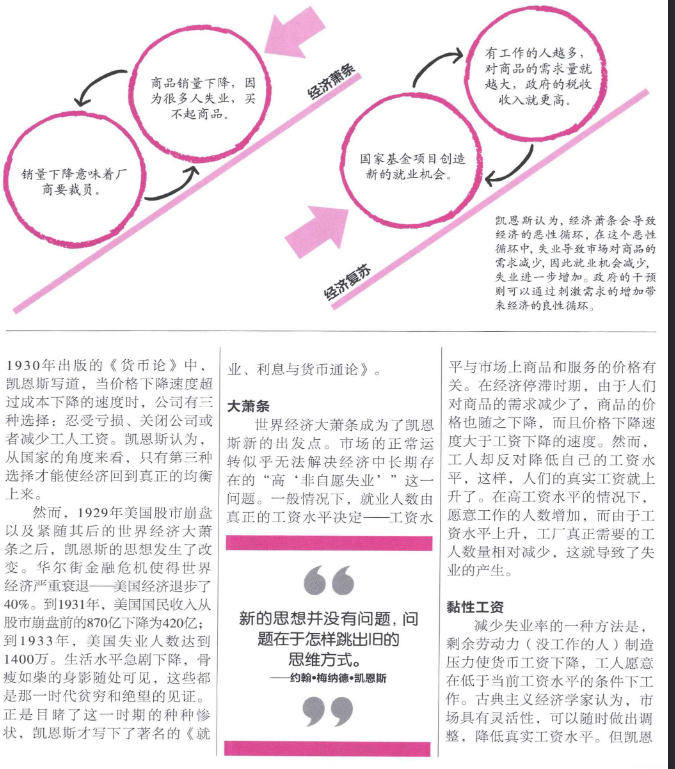 商品销量下降，因
为很多人失业，买
不起商品。
销量下降意味着厂
商要裁员。
经济萧条
有工作的人越多，
对商品的需求量就
越大，政府的税收
收入就更高。
国家基金项目创造
新的就业机会。
经济复苏
凯恩斯认为，经济萧条会导致
经济的恶性循环，在这个恶性
循环中，失业导致市场对商品的
需求减少，因此就业机会减少，
失业进一步增加。政府的干预
则可以通过刺激需求的增加带
来经济的良性循环。
1930年出版的《货币论》中，
凯恩斯写道，当价格下降速度超
过成本下降的速度时，公司有三
种选择：忍受亏损、关闭公司或
者减少工人工资。凯恩斯认为，
从国家的角度来看，只有第三种
选择才能使经济回到真正的均衡
上来。
然而，1929年美国股市崩盘
以及紧随其后的世界经济大萧
条之后，凯恩斯的思想发生了改
变。华尔街金融危机使得世界
经济严重衰退——美国经济退步了
40%。到1931年，美国国民收入从
股市崩盘前的870亿下降为420亿；
到1933年，美国失业人数达到
1400万。生活水平急剧下降，骨
瘦如柴的身影随处可见，这些都
是那一时代贫穷和绝望的见证。
正是目睹了这一时期的种种惨
状，凯恩斯才写下了著名的《就
业、利息与货币通论》。
大萧条
世界经济大萧条成为了凯恩
斯新的出发点。市场的正常运
转似乎无法解决经济中长期存
在的“高‘非自愿失业’”这一
问题。一般情况下，就业人数由
真正的工资水平决定——工资水
“
新的思想并没有问题，问
题在于怎样跳出旧的
思维方式。
——约翰•梅纳德•凯恩斯
”
平与市场上商品和服务的价格有
关。在经济停滞时期，由于人们
对商品的需求减少了，商品的价
格也随之下降，而且价格下降速
度大于工资下降的速度。然而，
工人却反对降低自己的工资水
平，这样，人们的真实工资就上
升了。在高工资水平的情况下，
愿意工作的人数增加，而由于工
资水平上升，工厂真正需要的工
人数量相对减少，这就导致了失
业的产生。
黏性工资
减少失业率的一种方法是，
剩余劳动力（没工作的人）制造
压力使货币工资下降，工人愿意
在低于当前工资水平的条件下工
作。古典主义经济学家认为，市
场具有灵活性，可以随时做出调
整，降低真实工资水平。但凯恩